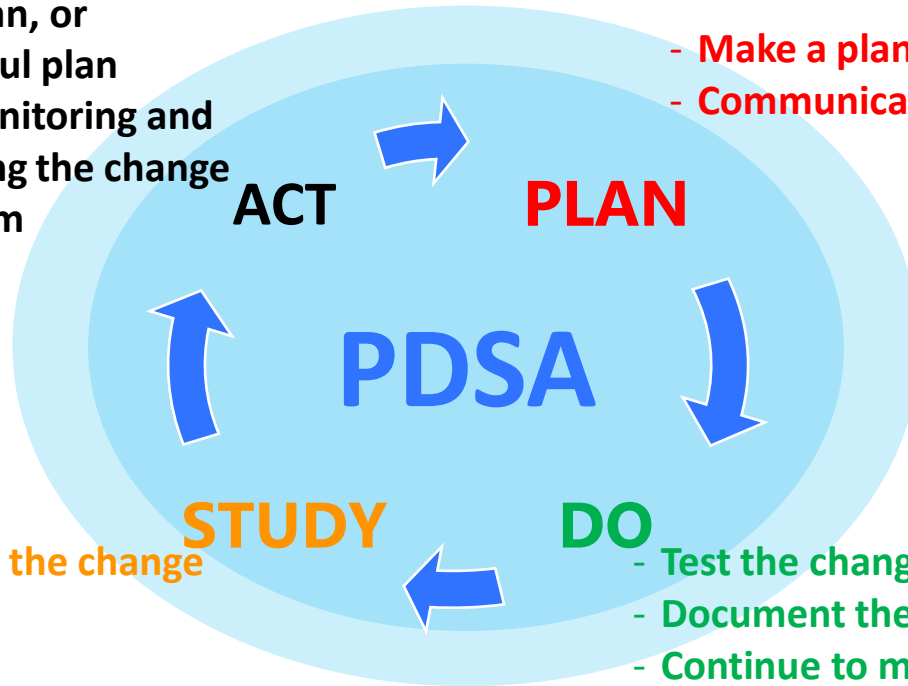 nn, or
ul plan
nitoring and
ng the change
m
ACT
- Make a plan
- Communica
PLAN
PDSA
STUDY
the change
DO
- Test the chang
- Document the
- Continue to m